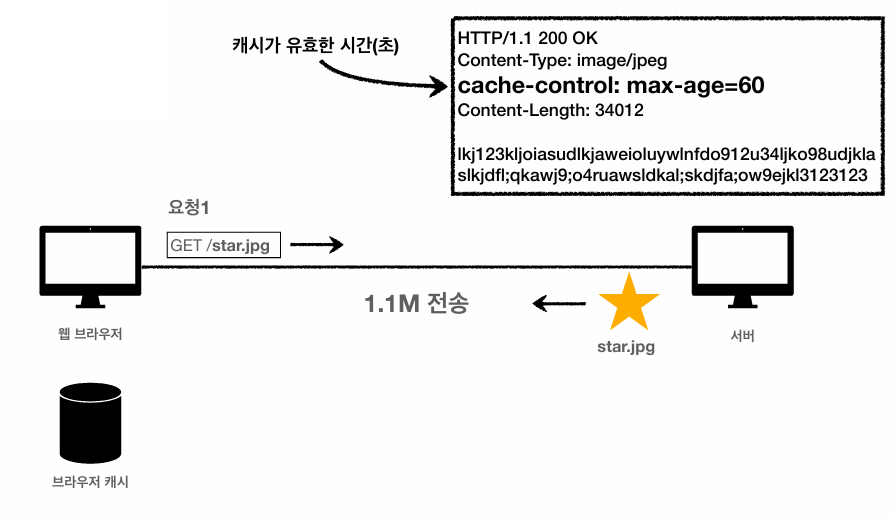 캐시가 유효한 시간(초)
HTTP/1.1 200 OK
Content-Type: image/jpeg
cache-control: max-age=60
Content-Length: 34012
lkj123kljoiasudlkjaweioluywlnfdo912u34ljko98udjkla
slkjdfl;qkawj9;o4ruawsldkal;skdjfa;ow9ejkl3123123
요청1
GET /star.jpg
1.1M 전송
star.jpg
웹 브라우저
서버
브라우저 캐시